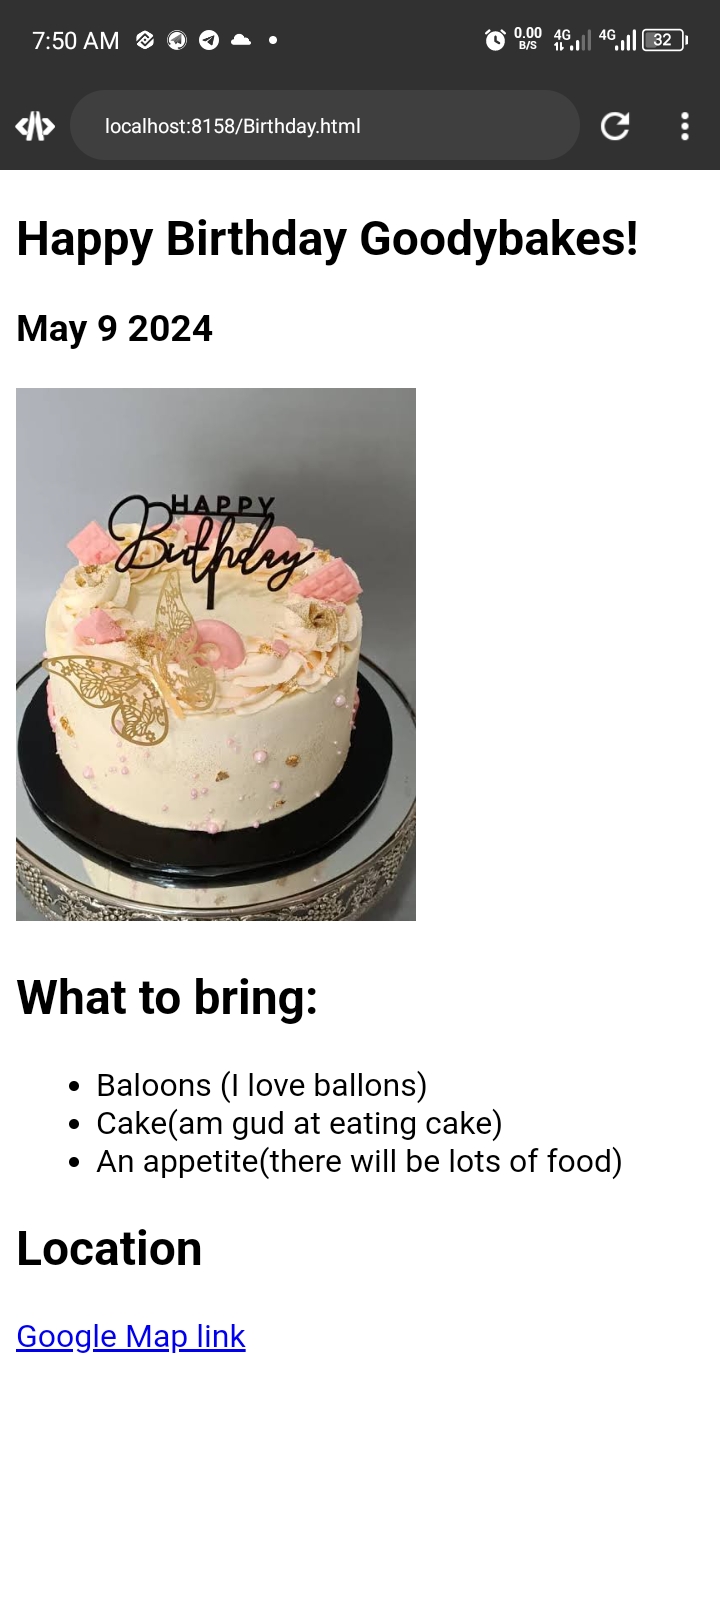 7:50 AM
0.00
B/S
4G
4G
32
localhost:8158/Birthday.html
Happy Birthday Goodybakes!
May 9 2024
HAPPY
Birthday
What to bring:
Baloons (I love ballons)
Cake(am gud at eating cake)
An appetite(there will be lots of food)
Location
Google Map link